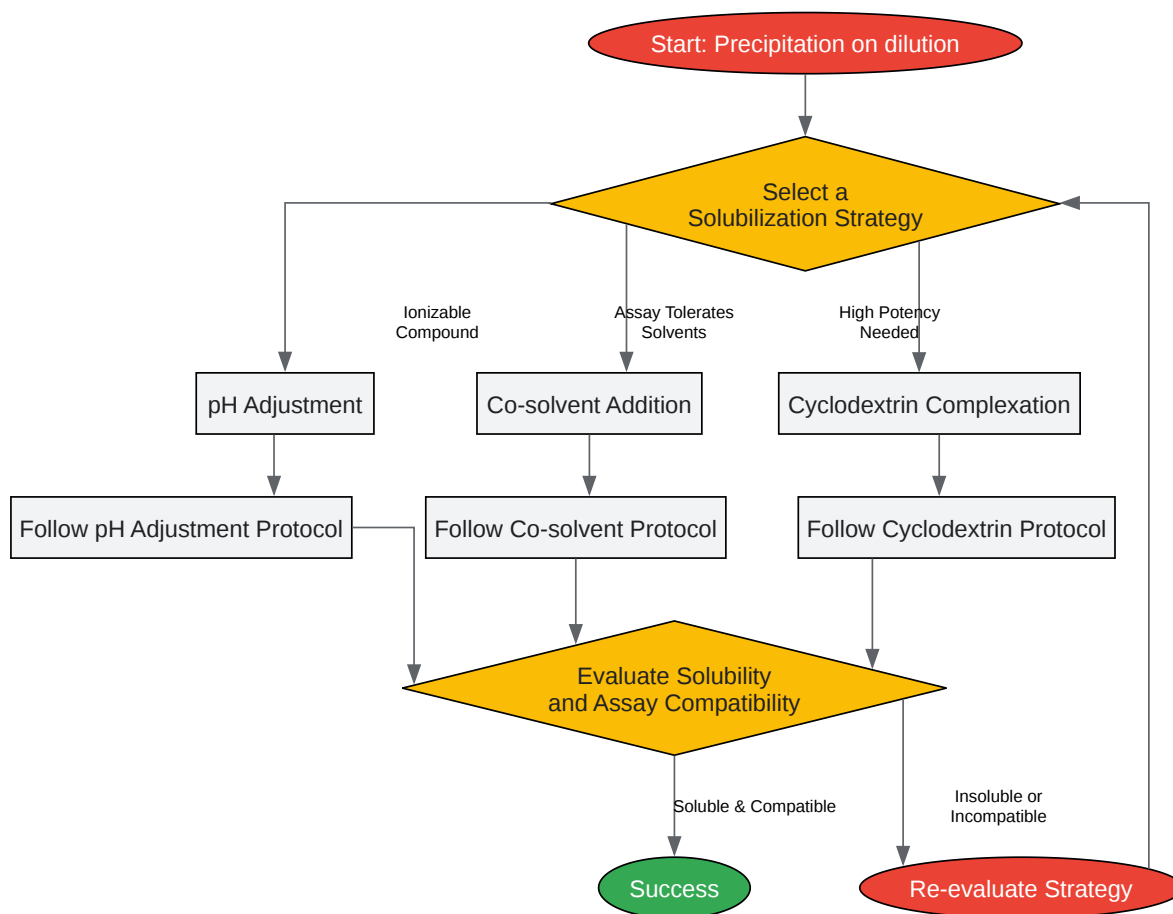 Start: Precipitation on dilution
Select a
Solubilization Strategy
Ionizable
Compound
Assay Tolerates
Solvents
High Potency
Needed
pH Adjustment
Co-solvent Addition
Cyclodextrin Complexation
Follow pH Adjustment Protocol
Follow Co-solvent Protocol
Follow Cyclodextrin Protocol
Evaluate Solubility
and Assay Compatibility
Soluble & Compatible
Insoluble or
Incompatible
Success
Re-evaluate Strategy